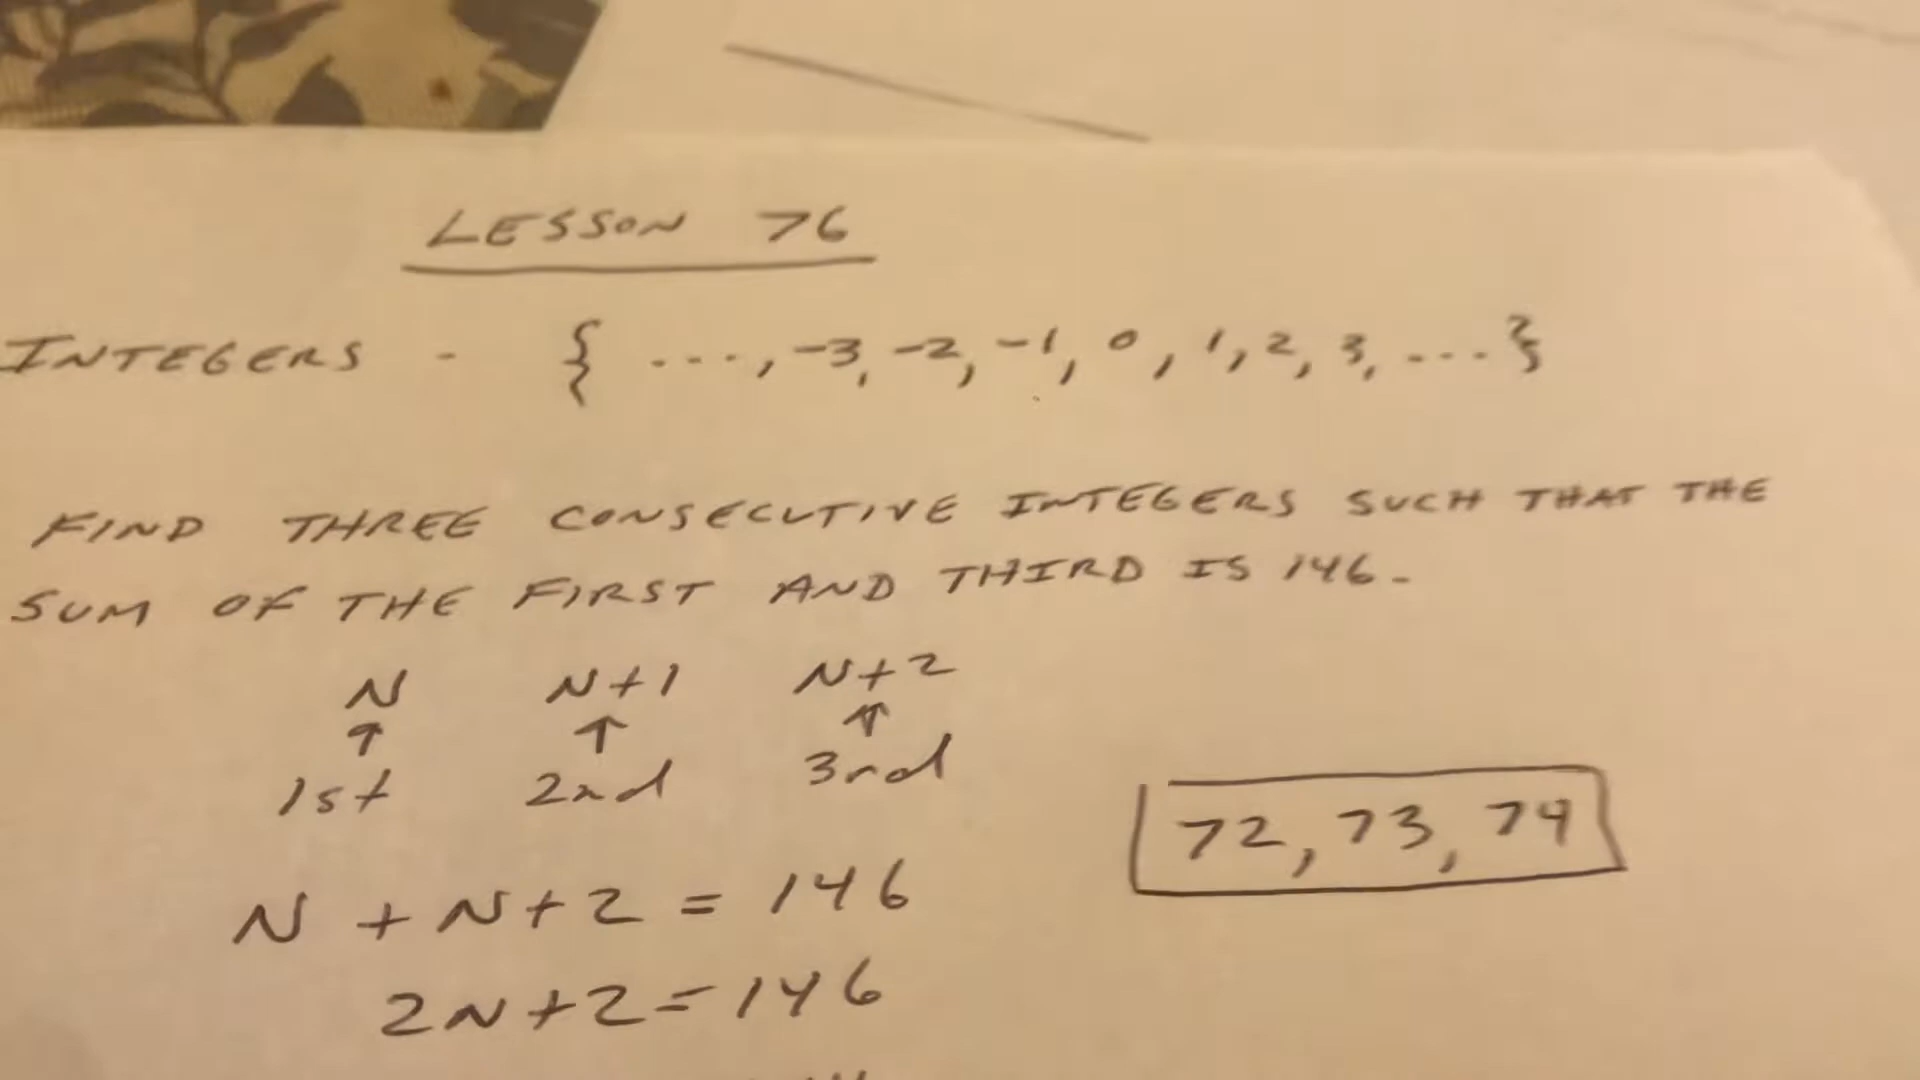 LESSON 76
INTEGERS - { ..., -3, -2, -1, 0, 1, 2, 3, ... }
FIND THREE CONSECUTIVE INTEGERS SUCH THAT THE
SUM OF THE FIRST AND THIRD IS 146.
N N+1 N+2
↑ ↑ ↑
1st 2nd 3rd
72, 73, 74
N + N+2 = 146
2N+2=146